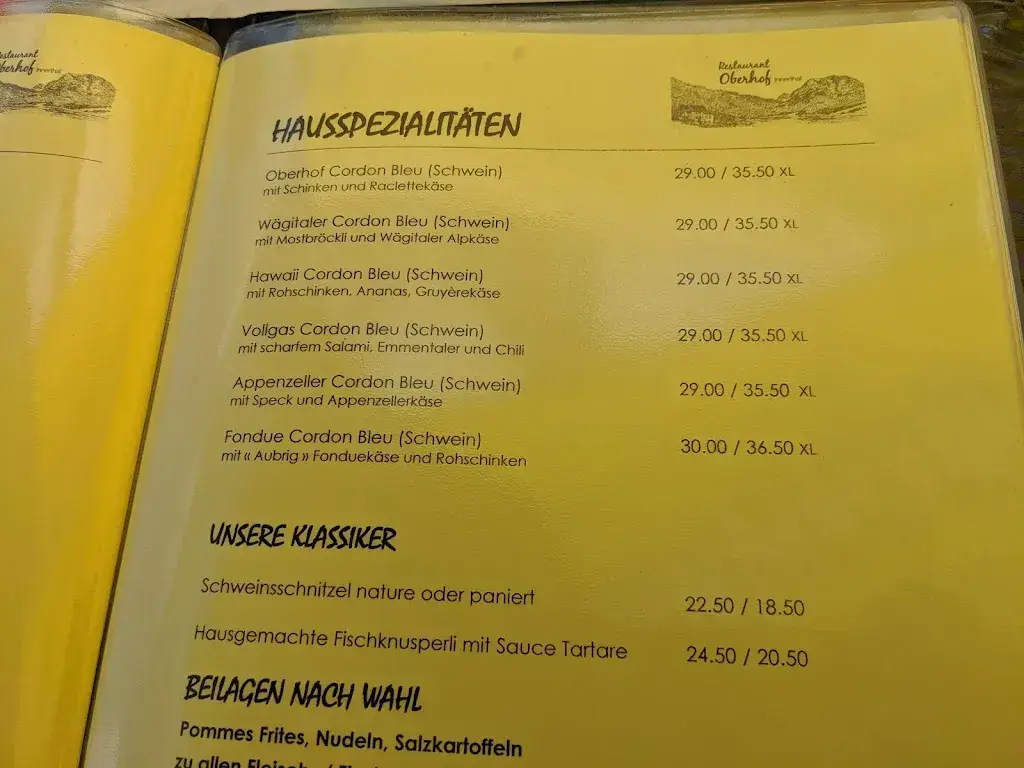 Restaurant
Oberhof
Restaurant
Oberhof
HAUSSPEZIALITÄTEN
Oberhof Cordon Bleu (Schwein) 29.00 / 35.50 XL
mit Schinken und Raclettekäse
Wägitaler Cordon Bleu (Schwein) 29.00 / 35.50 XL
mit Mostbröckli und Wägitaler Alpkäse
Hawaii Cordon Bleu (Schwein) 29.00 / 35.50 XL
mit Rohschinken, Ananas, Gruyèrekäse
Vollgas Cordon Bleu (Schwein) 29.00 / 35.50 XL
mit scharfem Salami, Emmentaler und Chili
Appenzeller Cordon Bleu (Schwein) 29.00 / 35.50 XL
mit Speck und Appenzellerkäse
Fondue Cordon Bleu (Schwein) 30.00 / 36.50 XL
mit « Aubrig » Fonduekäse und Rohschinken
UNSERE KLASSIKER
Schweinsschnitzel nature oder paniert 22.50 / 18.50
Hausgemachte Fischknusperli mit Sauce Tartare 24.50 / 20.50
BEILAGEN NACH WAHL
Pommes Frites, Nudeln, Salzkartoffeln
zu allen